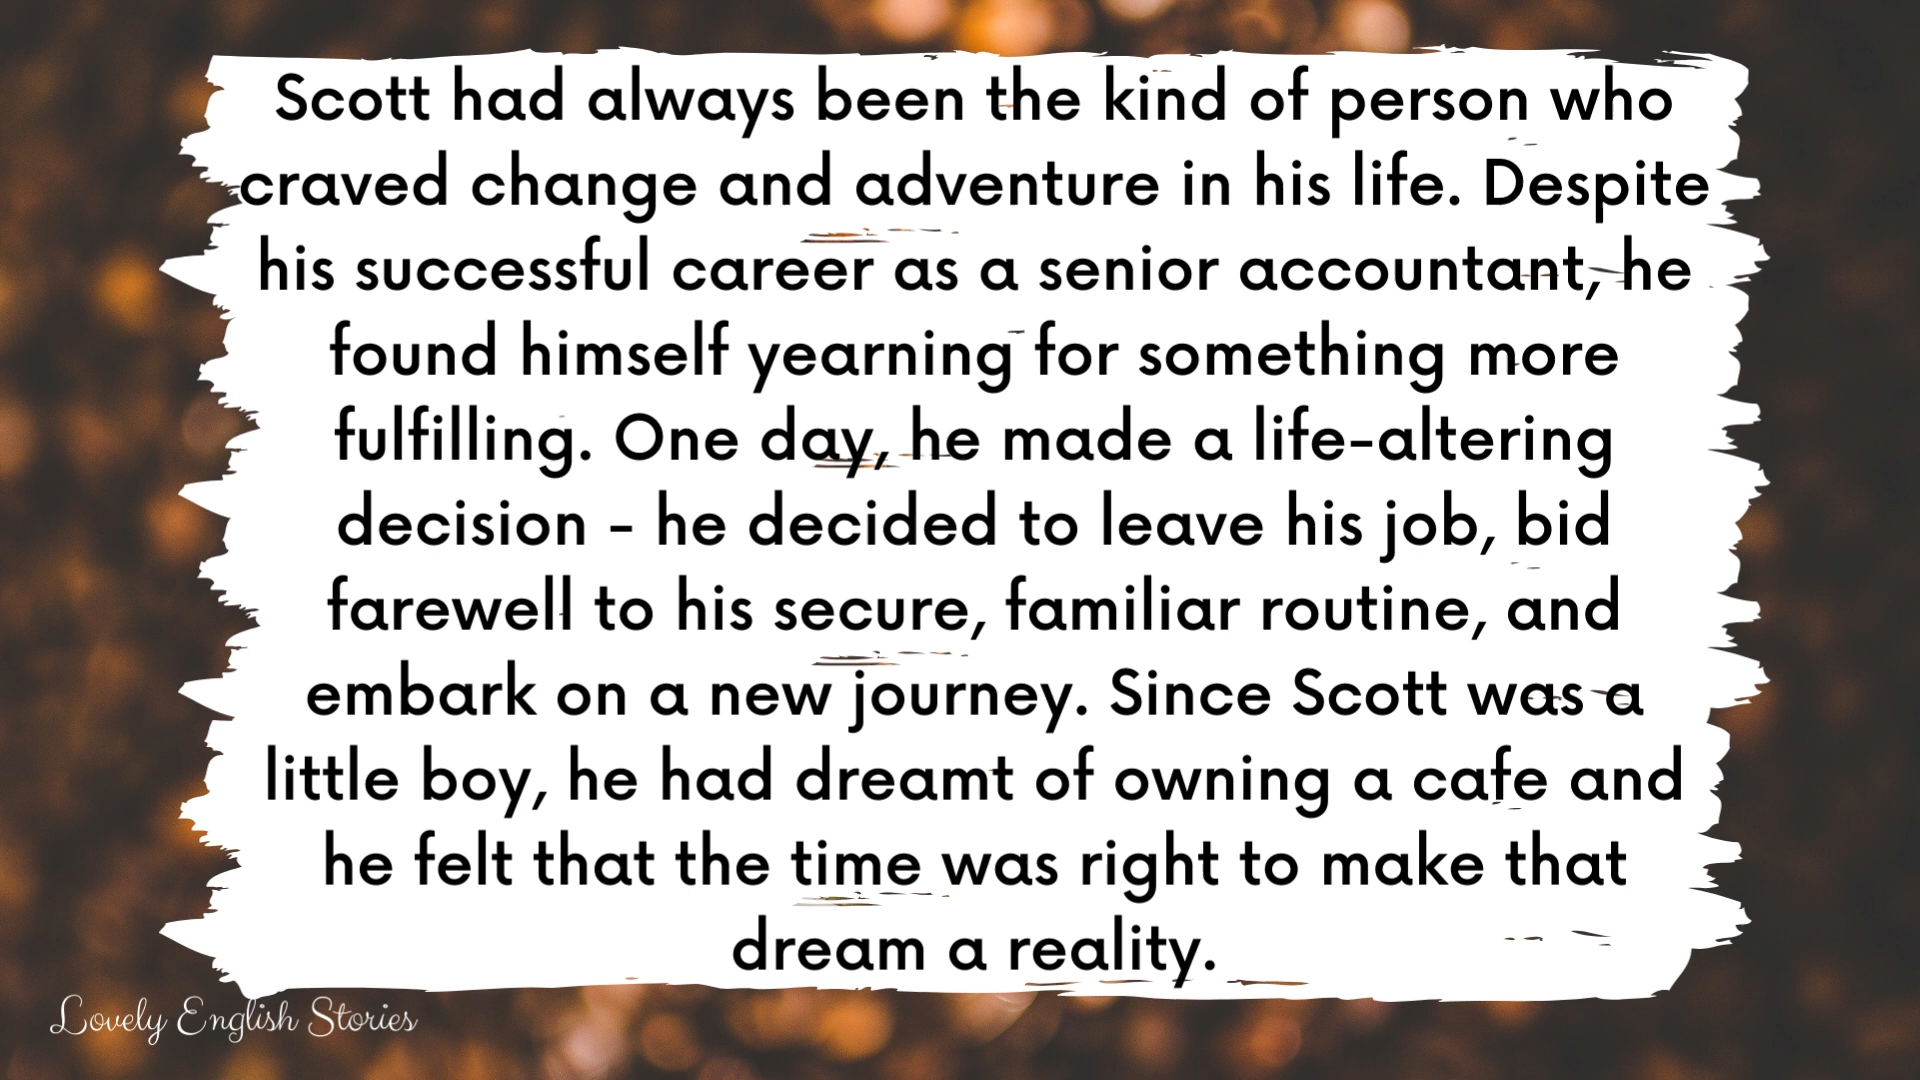 Scott had always been the kind of person who
craved change and adventure in his life. Despite
his successful career as a senior accountant, he
found himself yearning for something more
fulfilling. One day, he made a life-altering
decision - he decided to leave his job, bid
farewell to his secure, familiar routine, and
embark on a new journey. Since Scott was a
little boy, he had dreamt of owning a cafe and
he felt that the time was right to make that
dream a reality.
Lovely English Stories